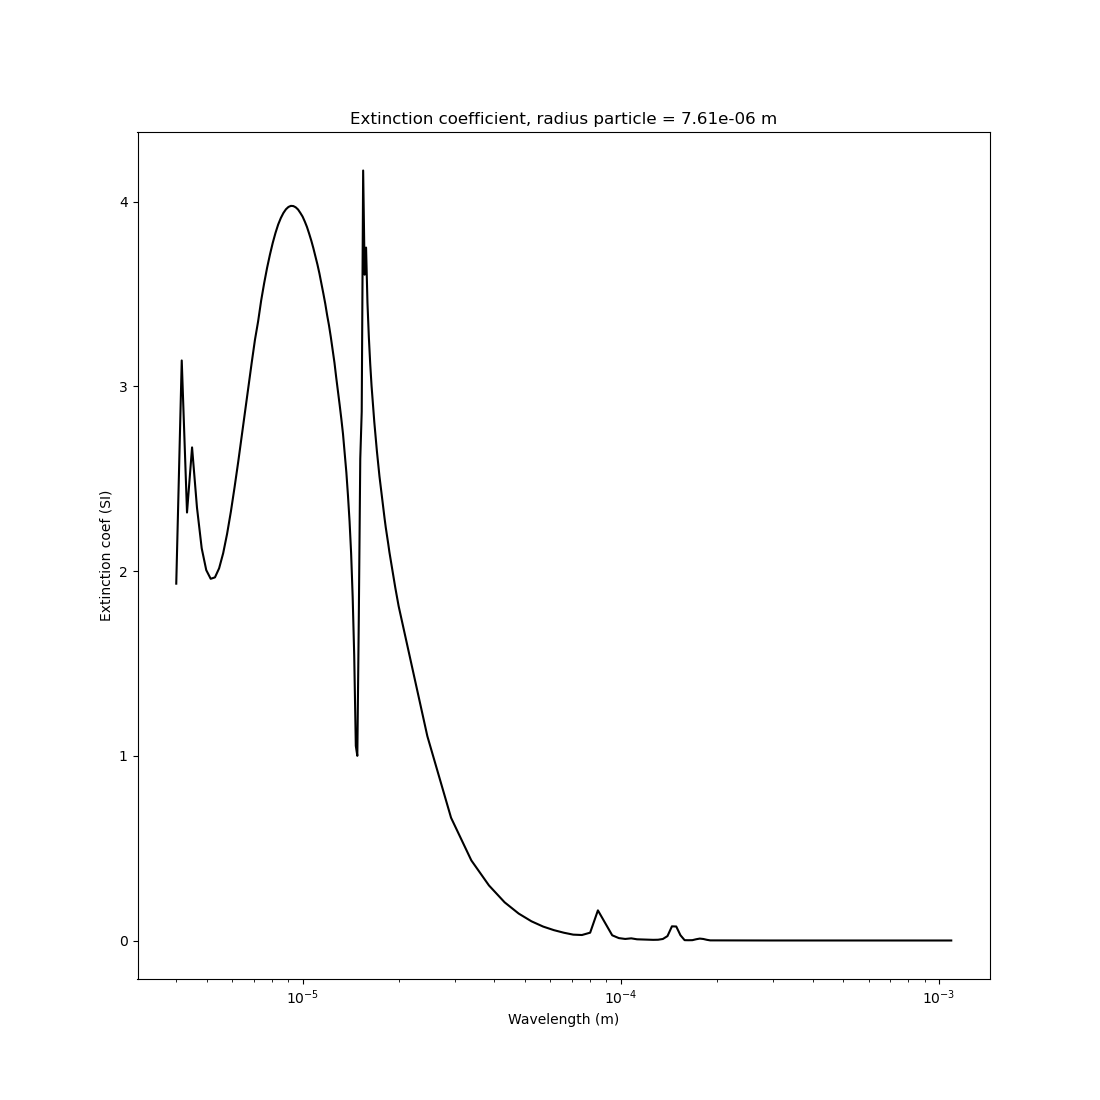 Extinction coefficient, radius particle = 7.61e-06 m
4
3
2
1
0
Extinction coef (SI)
10⁻⁵ 10⁻⁴ 10⁻³
Wavelength (m)